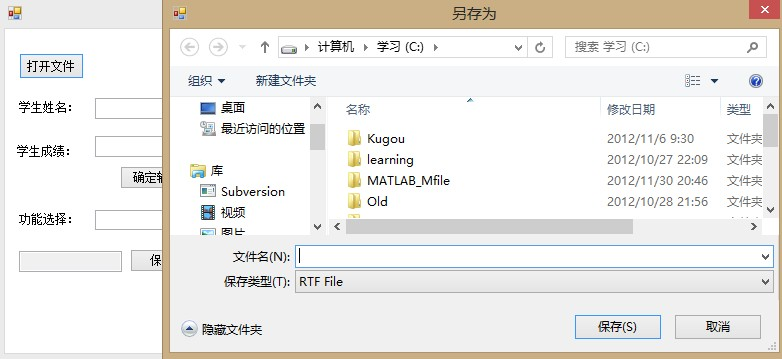 打开文件
学生姓名：
学生成绩：
功能选择：
另存为
计算机
学习 (C:)
搜索 学习 (C:)
组织
新建文件夹
桌面
最近访问的位置
库
Subversion
视频
图片
名称
修改日期
类型
Kugou
2012/11/6 9:30
文件夹
learning
2012/10/27 22:09
文件夹
MATLAB_Mfile
2012/11/30 20:46
文件夹
Old
2012/10/28 21:56
文件夹
文件名(N):
保存类型(T):
RTF File
隐藏文件夹
保存(S)
取消